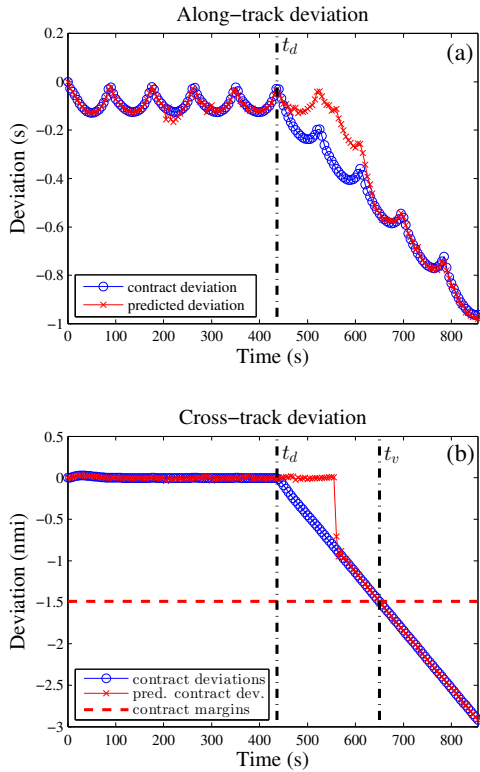 Along−track deviation
t_d
(a)
0.2
0
−0.2
−0.4
−0.6
−0.8
−1
Deviation (s)
contract deviation
predicted deviation
0 100 200 300 400 500 600 700 800
Time (s)
Cross−track deviation
t_d t_v
(b)
0.5
0
−0.5
−1
−1.5
−2
−2.5
−3
Deviation (nmi)
contract deviations
pred. contract dev.
contract margins
0 100 200 300 400 500 600 700 800
Time (s)